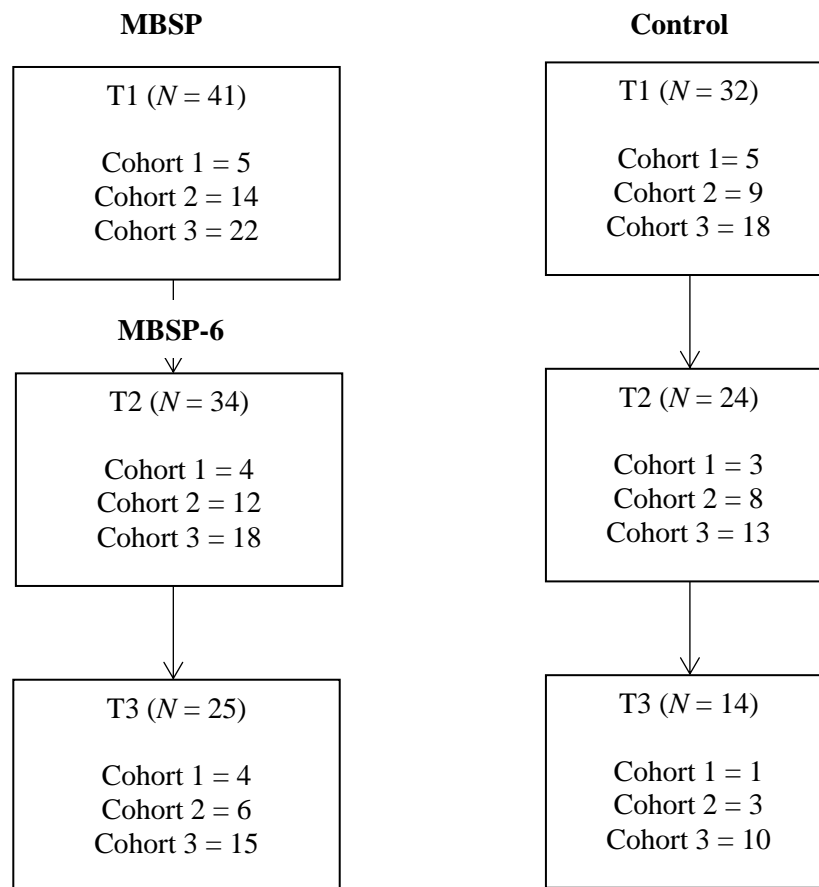 MBSP
T1 (N = 41)
Cohort 1 = 5
Cohort 2 = 14
Cohort 3 = 22
MBSP-6
T2 (N = 34)
Cohort 1 = 4
Cohort 2 = 12
Cohort 3 = 18
T3 (N = 25)
Cohort 1 = 4
Cohort 2 = 6
Cohort 3 = 15
Control
T1 (N = 32)
Cohort 1= 5
Cohort 2 = 9
Cohort 3 = 18
T2 (N = 24)
Cohort 1 = 3
Cohort 2 = 8
Cohort 3 = 13
T3 (N = 14)
Cohort 1 = 1
Cohort 2 = 3
Cohort 3 = 10